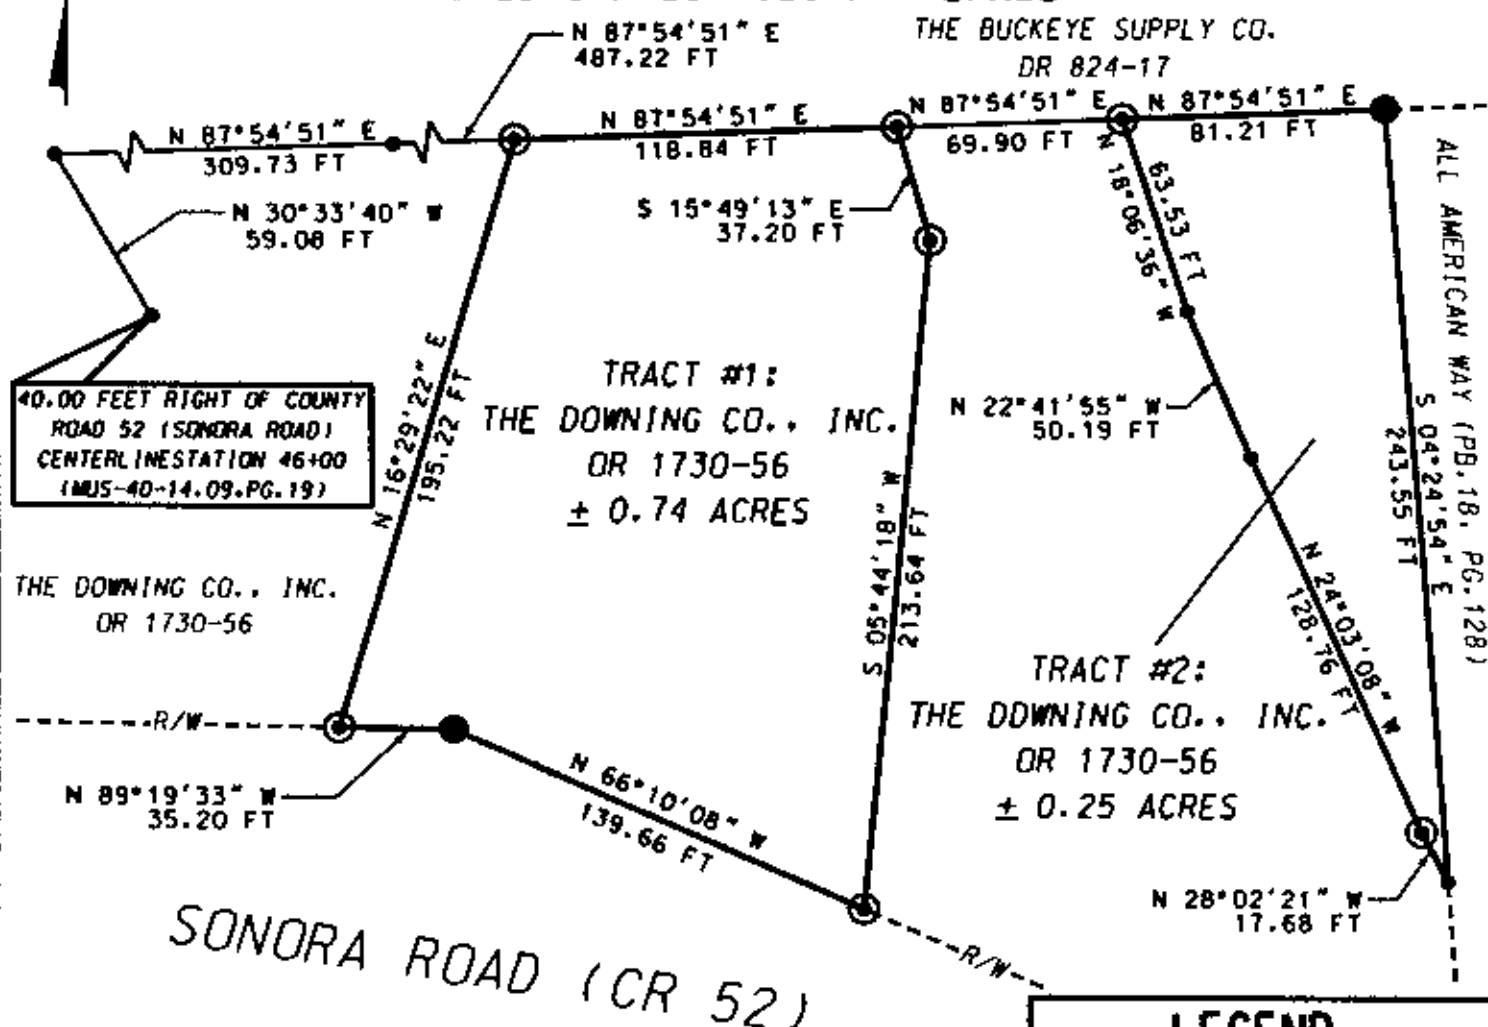 N 87°54'51" E
487.22 FT
THE BUCKEYE SUPPLY CO.
DR 824-17
N 87°54'51" E
309.73 FT
N 87°54'51" E
118.84 FT
N 87°54'51" E
69.90 FT
N 87°54'51" E
81.21 FT
N 30°33'40" W
59.08 FT
S 15°49'13" E
37.20 FT
63.53 FT
N 18°06'36" W
ALL AMERICAN WAY (PB.18, PG.128)
40.00 FEET RIGHT OF COUNTY
ROAD 52 (SONORA ROAD)
CENTERLINESTATION 46+00
(MUS-40-14.09.PG.19)
N 16°29'22" E
195.22 FT
TRACT #1:
THE DOWNING CO., INC.
OR 1730-56
± 0.74 ACRES
N 22°41'55" W
50.19 FT
S 04°24'54" E
243.55 FT
THE DOWNING CO., INC.
OR 1730-56
S 05°44'18" W
213.64 FT
N 24°03'08" W
128.76 FT
TRACT #2:
THE DOWNING CO., INC.
OR 1730-56
± 0.25 ACRES
R/W
N 89°19'33" W
35.20 FT
N 66°10'08" W
139.66 FT
N 28°02'21" W
17.68 FT
R/W
SONORA ROAD (CR 52)
LEGEND